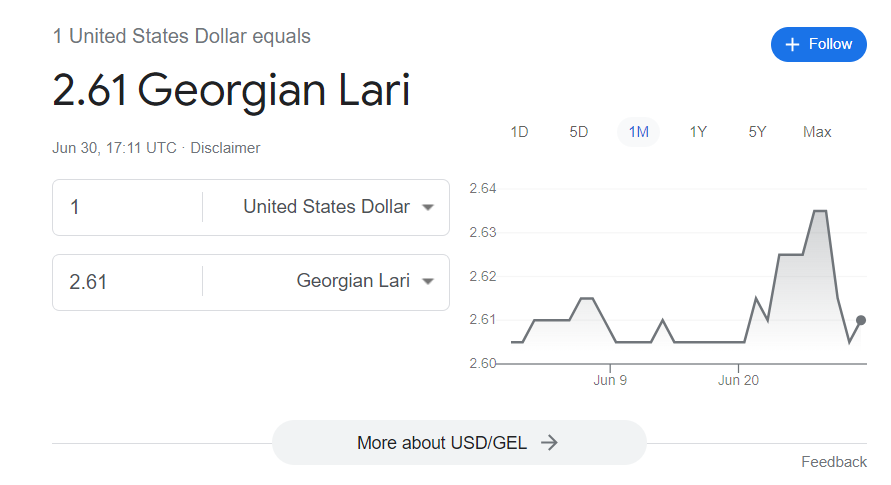 1 United States Dollar equals
+ Follow
2.61 Georgian Lari
Jun 30, 17:11 UTC · Disclaimer
1D 5D 1M 1Y 5Y Max
1 United States Dollar
2.61 Georgian Lari
2.64
2.63
2.62
2.61
2.60
Jun 9 Jun 20
More about USD/GEL
Feedback